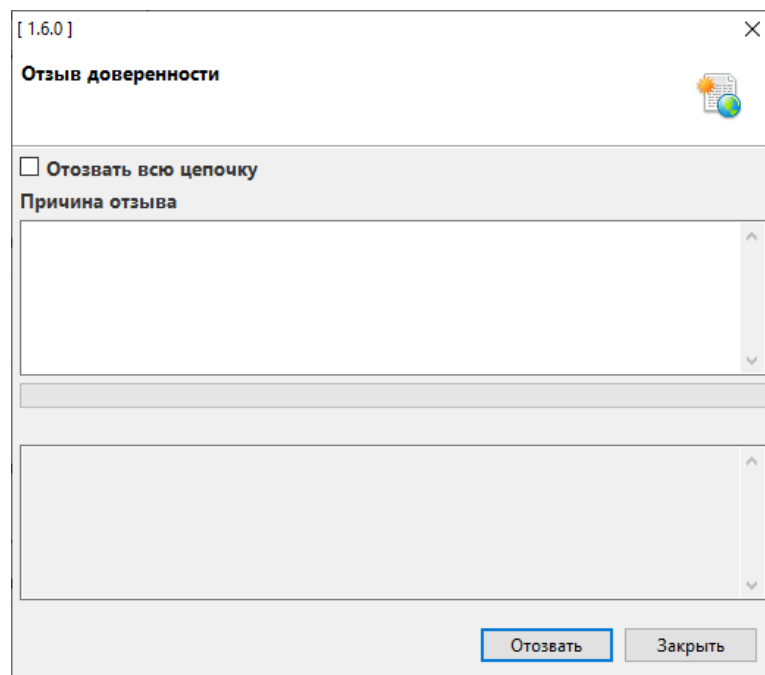 [ 1.6.0 ]
Отзыв доверенности
Отозвать всю цепочку
Причина отзыва
Отозвать Закрыть